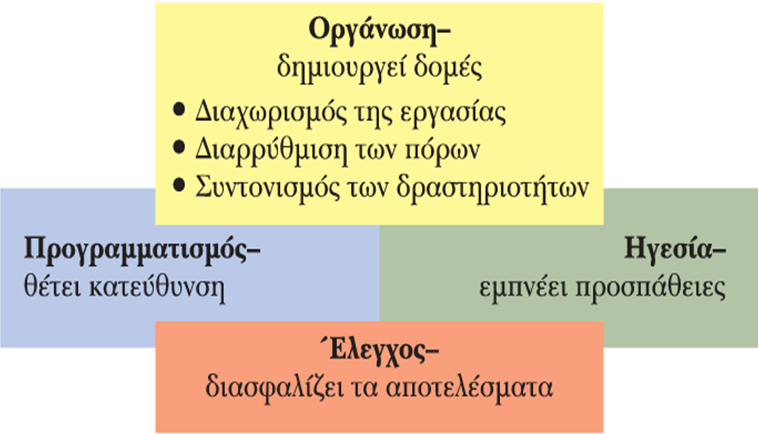 Οργάνωση–
δημιουργεί δομές
• Διαχωρισμός της εργασίας
• Διαρρύθμιση των πόρων
• Συντονισμός των δραστηριοτήτων
Προγραμματισμός–
θέτει κατεύθυνση
Ηγεσία–
εμπνέει προσπάθειες
Έλεγχος–
διασφαλίζει τα αποτελέσματα